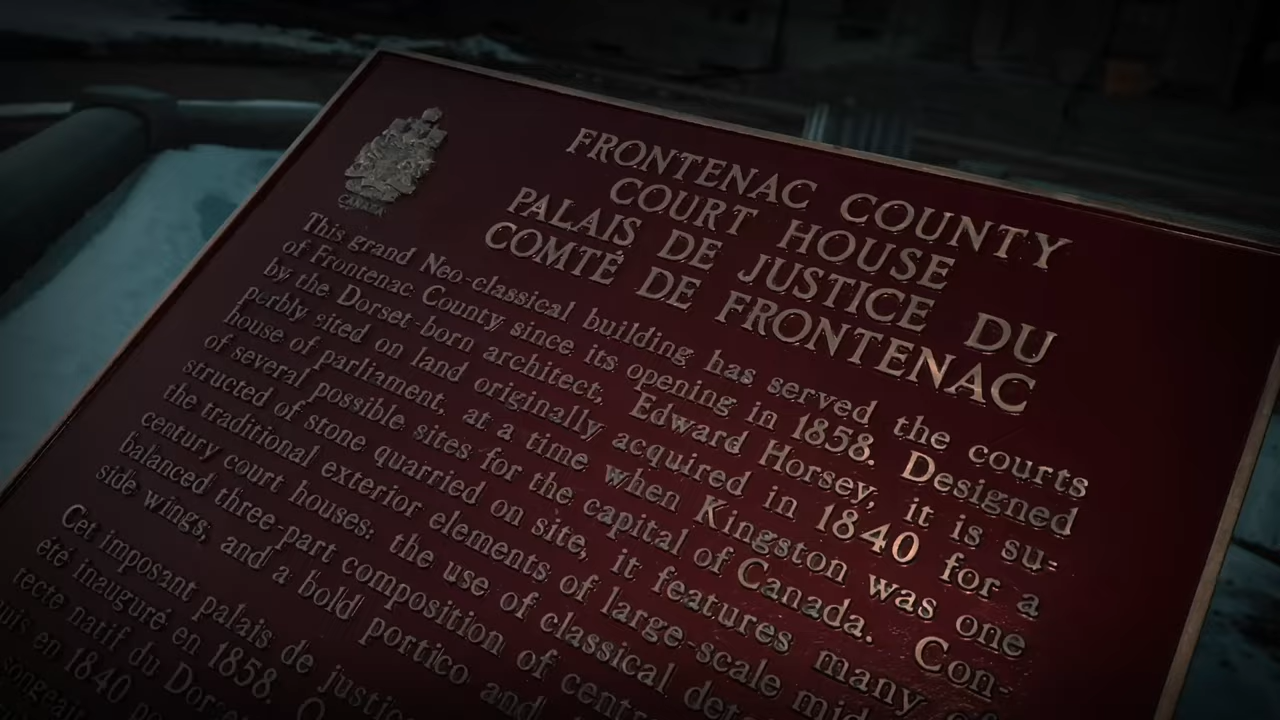 CANADA
FRONTENAC COUNTY
COURT HOUSE
PALAIS DE JUSTICE DU
COMTÉ DE FRONTENAC
This grand Neo-classical building has served the courts
of Frontenac County since its opening in 1858. Designed
by the Dorset-born architect, Edward Horsey, it is su-
perbly sited on land originally acquired in 1840 for a
house of parliament, at a time when Kingston was one
of several possible sites for the capital of Canada. Con-
structed of stone quarried on site, it features many of
the traditional exterior elements of large-scale mid
century court houses: the use of classical
balanced three-part composition of
side wings, and a bold portico and
Cet imposant palais de
été inauguré en 1858.
natif du
en 1840